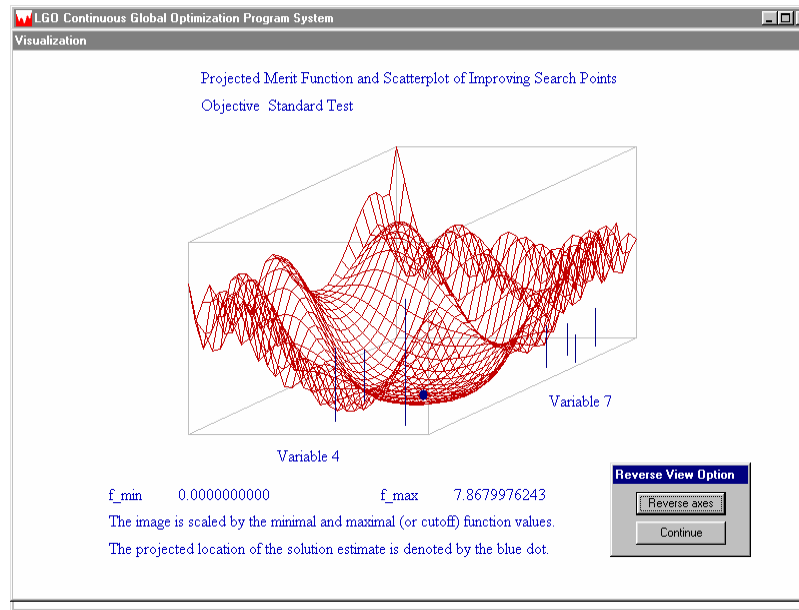 LGO Continuous Global Optimization Program System
Visualization
Projected Merit Function and Scatterplot of Improving Search Points
Objective Standard Test
Variable 7
Variable 4
f_min 0.0000000000 f_max 7.8679976243
The image is scaled by the minimal and maximal (or cutoff) function values.
The projected location of the solution estimate is denoted by the blue dot.
Reverse View Option
Reverse axes
Continue